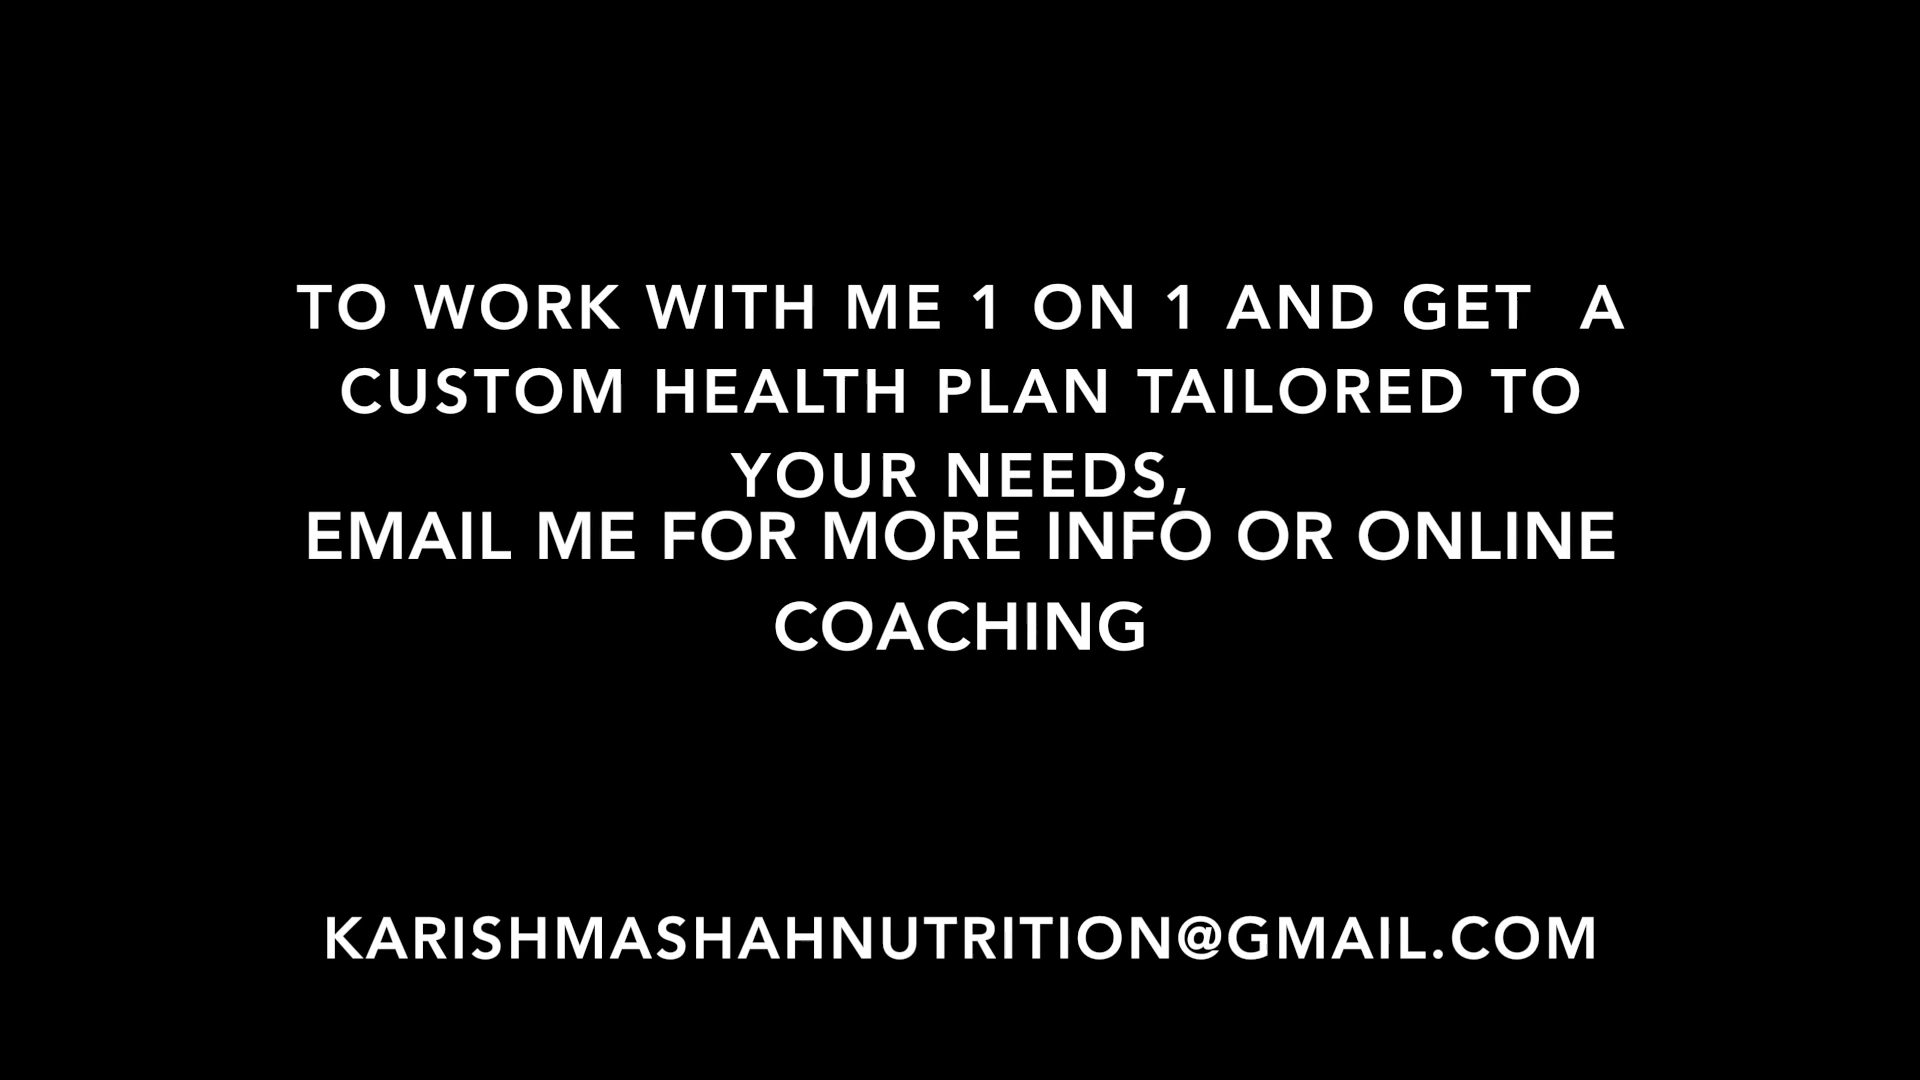 TO WORK WITH ME 1 ON 1 AND GET  A
CUSTOM HEALTH PLAN TAILORED TO
YOUR NEEDS,
EMAIL ME FOR MORE INFO OR ONLINE
COACHING
KARISHMASHAHNUTRITION@GMAIL.COM